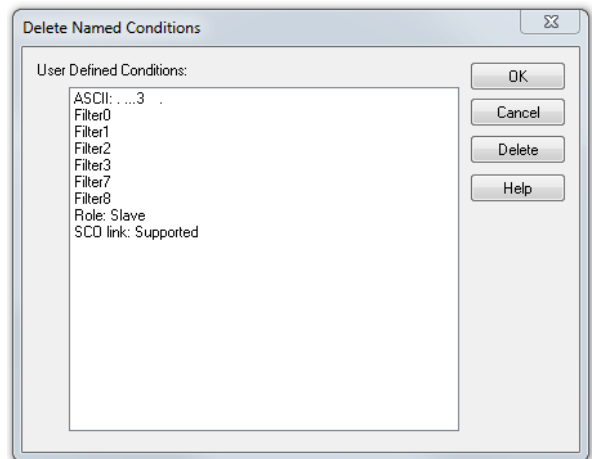 Delete Named Conditions
User Defined Conditions:
ASCII: . ...3 .
Filter0
Filter1
Filter2
Filter3
Filter7
Filter8
Role: Slave
SCO link: Supported
OK
Cancel
Delete
Help